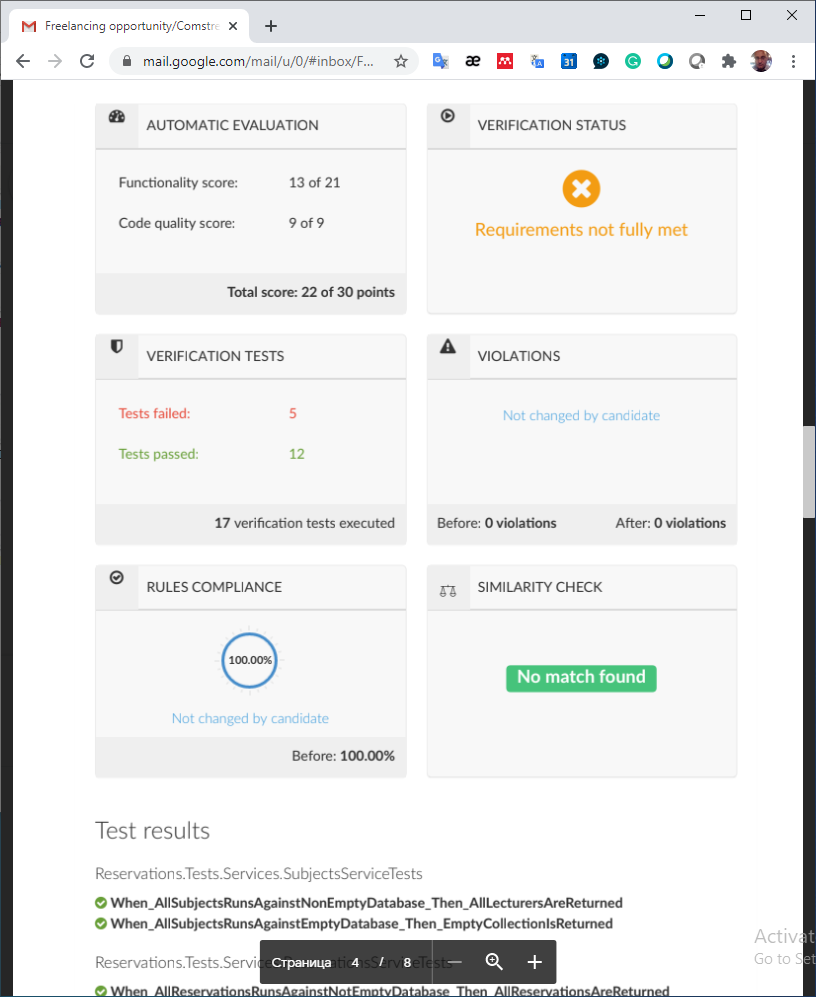 Freelancing opportunity/Comstre
mail.google.com/mail/u/0/#inbox/F...
AUTOMATIC EVALUATION
Functionality score: 13 of 21
Code quality score: 9 of 9
Total score: 22 of 30 points
VERIFICATION STATUS
Requirements not fully met
VERIFICATION TESTS
Tests failed: 5
Tests passed: 12
17 verification tests executed
VIOLATIONS
Not changed by candidate
Before: 0 violations After: 0 violations
RULES COMPLIANCE
100.00%
Not changed by candidate
Before: 100.00%
SIMILARITY CHECK
No match found
Test results
Reservations.Tests.Services.SubjectsServiceTests
When_AllSubjectsRunsAgainstNonEmptyDatabase_Then_AllLecturersAreReturned
When_AllSubjectsRunsAgainstEmptyDatabase_Then_EmptyCollectionIsReturned
Reservations.Tests.Services.ReservationsServiceTests
Страница 4 / 8
When_AllReservationsRunsAgainstNotEmptyDatabase_Then_AllReservationsAreReturned
Activat
Go to Set